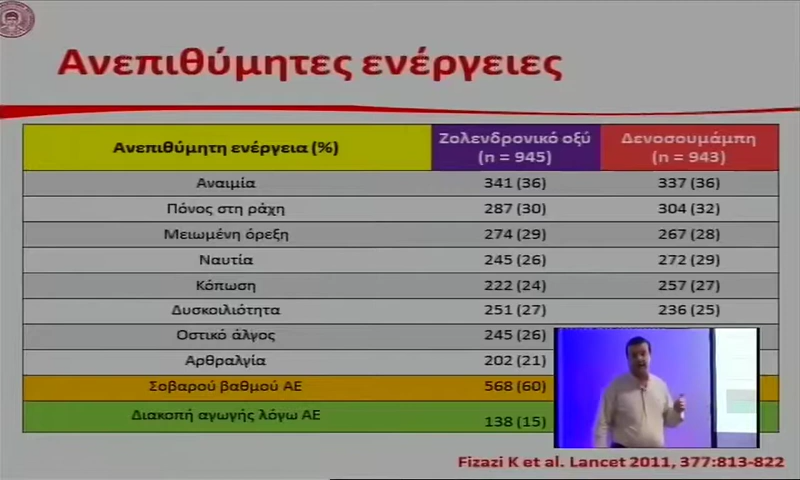 Ανεπιθύμητες ενέργειες
Ανεπιθύμητη ενέργεια (%) Ζολενδρονικό οξύ (n = 945) Δενοσουμάμπη (n = 943)
Αναιμία 341 (36) 337 (36)
Πόνος στη ράχη 287 (30) 304 (32)
Μειωμένη όρεξη 274 (29) 267 (28)
Ναυτία 245 (26) 272 (29)
Κόπωση 222 (24) 257 (27)
Δυσκοιλιότητα 251 (27) 236 (25)
Οστικό άλγος 245 (26)
Αρθραλγία 202 (21)
Σοβαρού βαθμού ΑΕ 568 (60)
Διακοπή αγωγής λόγω ΑΕ 138 (15)
Fizazi K et al. Lancet 2011, 377:813-822